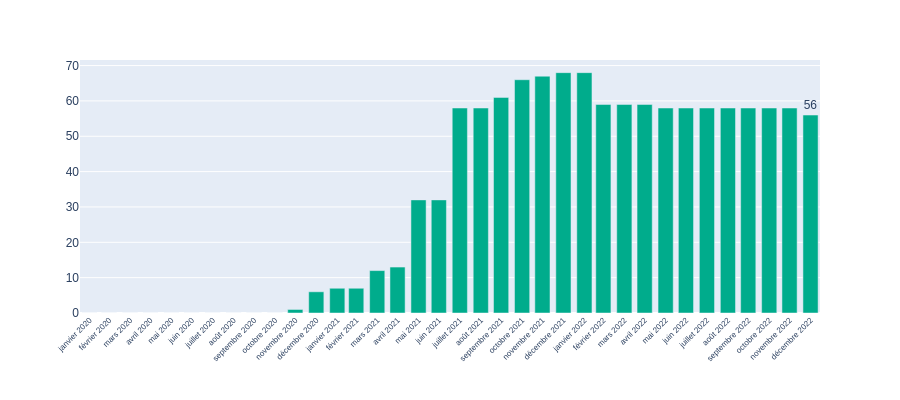 70
60
56
50
40
30
20
10
0
janvier 2020
février 2020
mars 2020
avril 2020
mai 2020
juin 2020
juillet 2020
août 2020
septembre 2020
octobre 2020
novembre 2020
décembre 2020
janvier 2021
février 2021
mars 2021
avril 2021
mai 2021
juin 2021
juillet 2021
août 2021
septembre 2021
octobre 2021
novembre 2021
décembre 2021
janvier 2022
février 2022
mars 2022
avril 2022
mai 2022
juin 2022
juillet 2022
août 2022
septembre 2022
octobre 2022
novembre 2022
décembre 2022